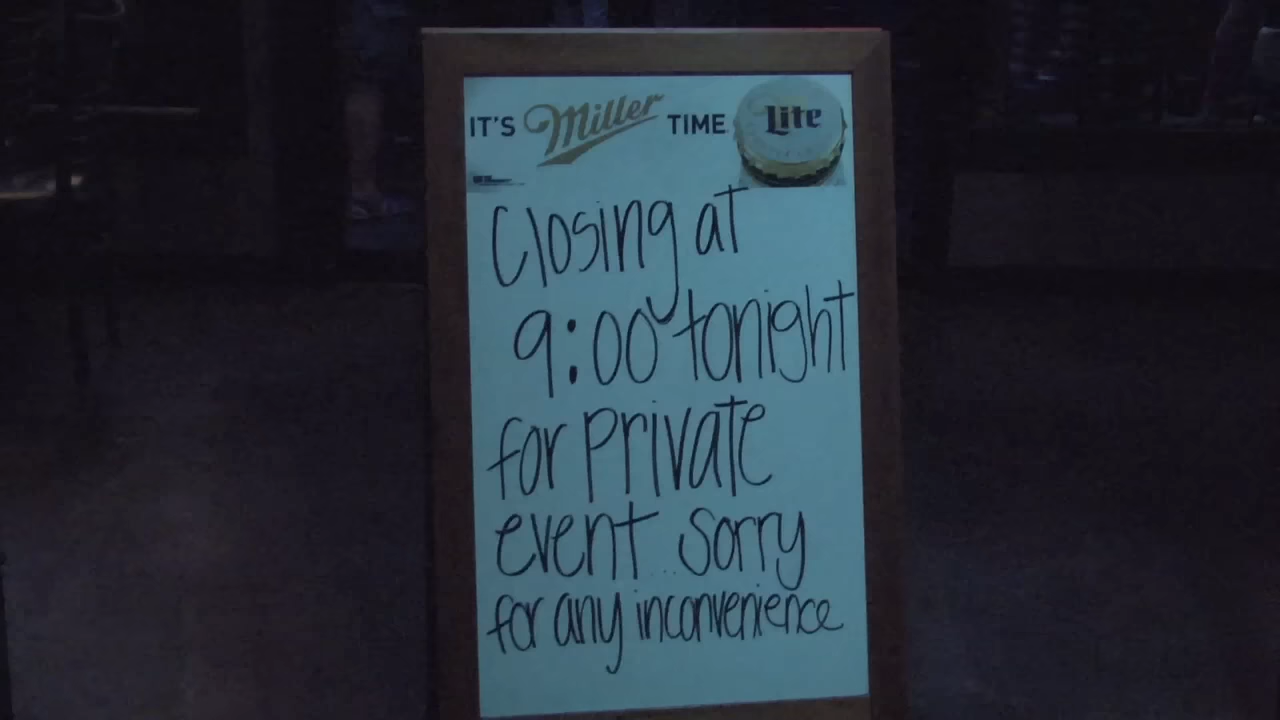 IT'S Miller TIME Lite
Closing at
9:00 tonight
for private
event sorry
for any inconvenience